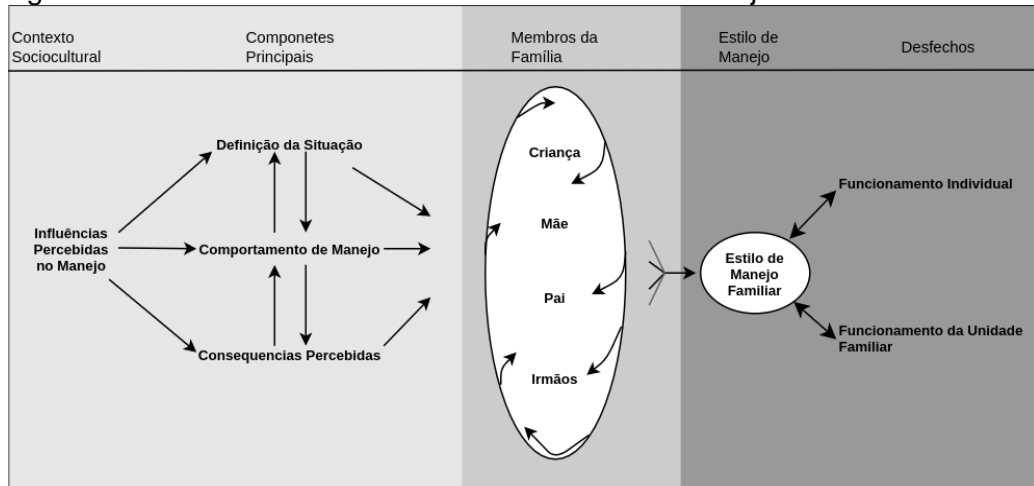 Contexto
Sociocultural
Componetes
Principais
Membros da
Família
Estilo de
Manejo
Desfechos
Influências
Percebidas
no Manejo
Definição da Situação
Comportamento de Manejo
Consequencias Percebidas
Criança
Mãe
Pai
Irmãos
Estilo de
Manejo
Familiar
Funcionamento Individual
Funcionamento da Unidade
Familiar